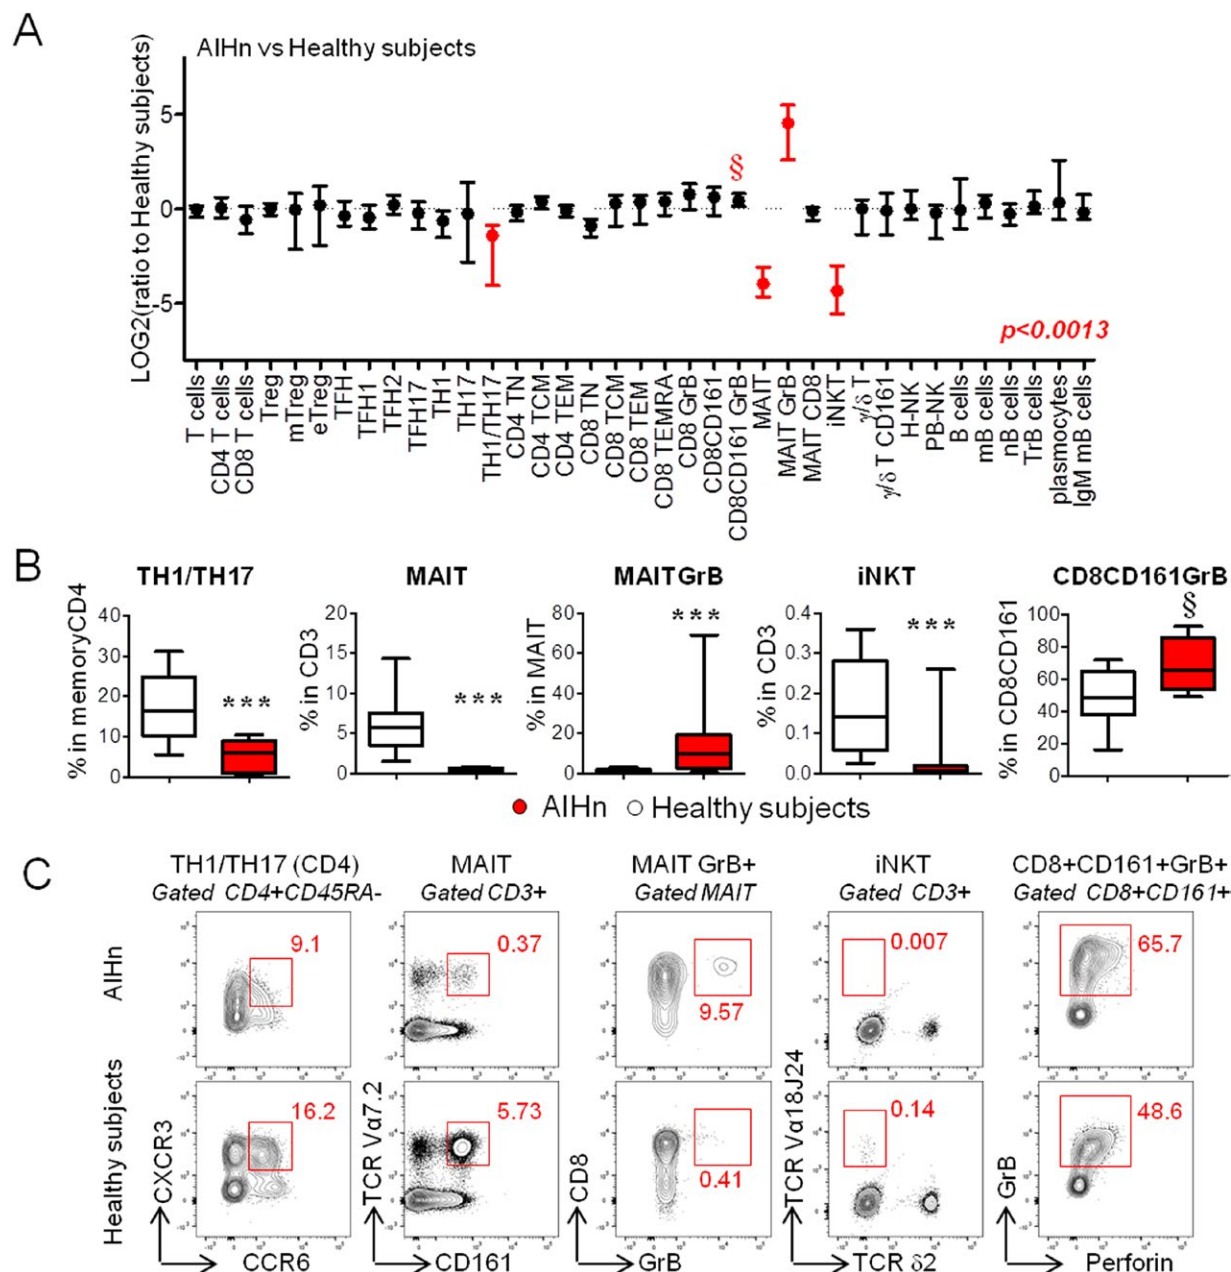 A
AIHn vs Healthy subjects
LOG2(ratio to Healthy subjects)
5
0
-5
§
p<0.0013
T cells
CD4 T cells
CD8 T cells
Treg
mTreg
eTreg
TFH
TFH1
TFH2
TFH17
TH1
TH17
TH1/TH17
CD4 TN
CD4 TCM
CD4 TEM
CD8 TN
CD8 TCM
CD8 TEM
CD8 TEMRA
CD8 GrB
CD8CD161
CD8CD161 GrB
MAIT
MAIT GrB
MAIT CD8
iNKT
γ/δ T
γ/δ T CD161
H-NK
PB-NK
B cells
mB cells
nB cells
TrB cells
plasmocytes
IgM mB cells
B
TH1/TH17
% in memoryCD4
40
30
20
10
0
***
MAIT
% in CD3
20
15
10
5
0
***
MAITGrB
% in MAIT
80
60
40
20
0
***
iNKT
% in CD3
0.4
0.3
0.2
0.1
0.0
***
CD8CD161GrB
% in CD8CD161
100
80
60
40
20
0
§
AIHn Healthy subjects
C
TH1/TH17 (CD4)
Gated CD4+CD45RA-
MAIT
Gated CD3+
MAIT GrB+
Gated MAIT
iNKT
Gated CD3+
CD8+CD161+GrB+
Gated CD8+CD161+
AIHn
9.1
0.37
9.57
0.007
65.7
Healthy subjects
16.2
5.73
0.41
0.14
48.6
CXCR3
CCR6
TCR Vα7.2
CD161
CD8
GrB
TCR Vα18J24
TCR δ2
GrB
Perforin